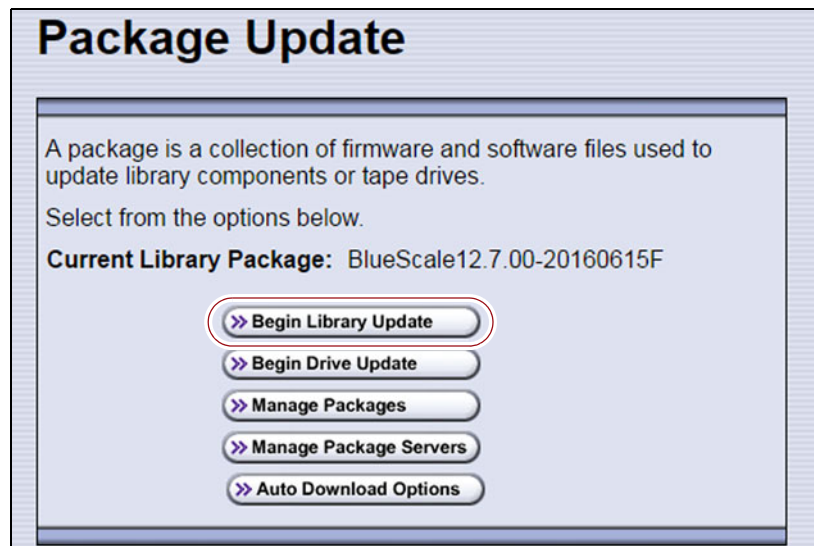 Package Update
A package is a collection of firmware and software files used to
update library components or tape drives.
Select from the options below.
Current Library Package: BlueScale12.7.00-20160615F
Begin Library Update
Begin Drive Update
Manage Packages
Manage Package Servers
Auto Download Options